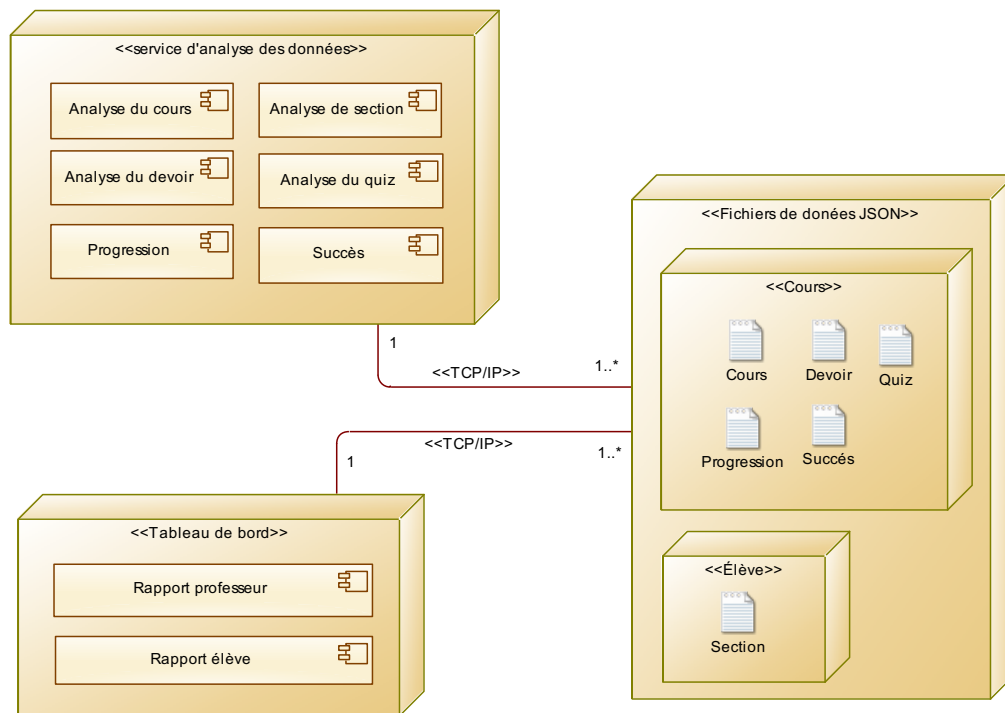 <<service d'analyse des données>>
Analyse du cours
Analyse de section
Analyse du devoir
Analyse du quiz
Progression
Succès
1
<<TCP/IP>>
1..*
<<TCP/IP>>
1
1..*
<<Tableau de bord>>
Rapport professeur
Rapport élève
<<Fichiers de donées JSON>>
<<Cours>>
Cours
Devoir
Quiz
Progression
Succés
<<Élève>>
Section